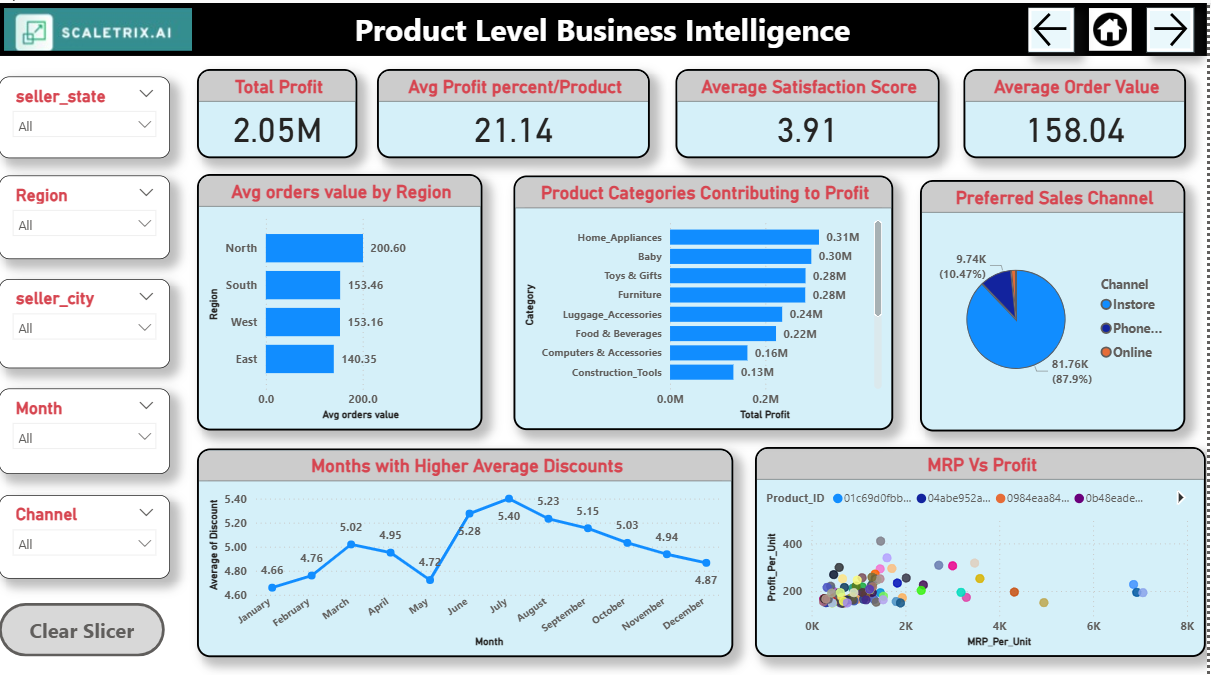 SCALETRIX.AI
Product Level Business Intelligence
seller_state
All
Region
All
seller_city
All
Month
All
Channel
All
Clear Slicer
Total Profit
2.05M
Avg Profit percent/Product
21.14
Average Satisfaction Score
3.91
Average Order Value
158.04
Avg orders value by Region
Region
North 200.60
South 153.46
West 153.16
East 140.35
0.0 200.0
Avg orders value
Product Categories Contributing to Profit
Category
Home_Appliances 0.31M
Baby 0.30M
Toys & Gifts 0.28M
Furniture 0.28M
Luggage_Accessories 0.24M
Food & Beverages 0.22M
Computers & Accessories 0.16M
Construction_Tools 0.13M
0.0M 0.2M
Total Profit
Preferred Sales Channel
9.74K
(10.47%)
81.76K
(87.9%)
Channel
Instore
Phone...
Online
Months with Higher Average Discounts
Average of Discount
5.40
5.20
5.00
4.80
4.60
4.66
4.76
5.02
4.95
4.72
5.28
5.40
5.23
5.15
5.03
4.94
4.87
January
February
March
April
May
June
July
August
September
October
November
December
Month
MRP Vs Profit
Product_ID 01c69d0fbb... 04abe952a... 0984eaa84... 0b48eade...
Profit_Per_Unit
400
200
0K 2K 4K 6K 8K
MRP_Per_Unit